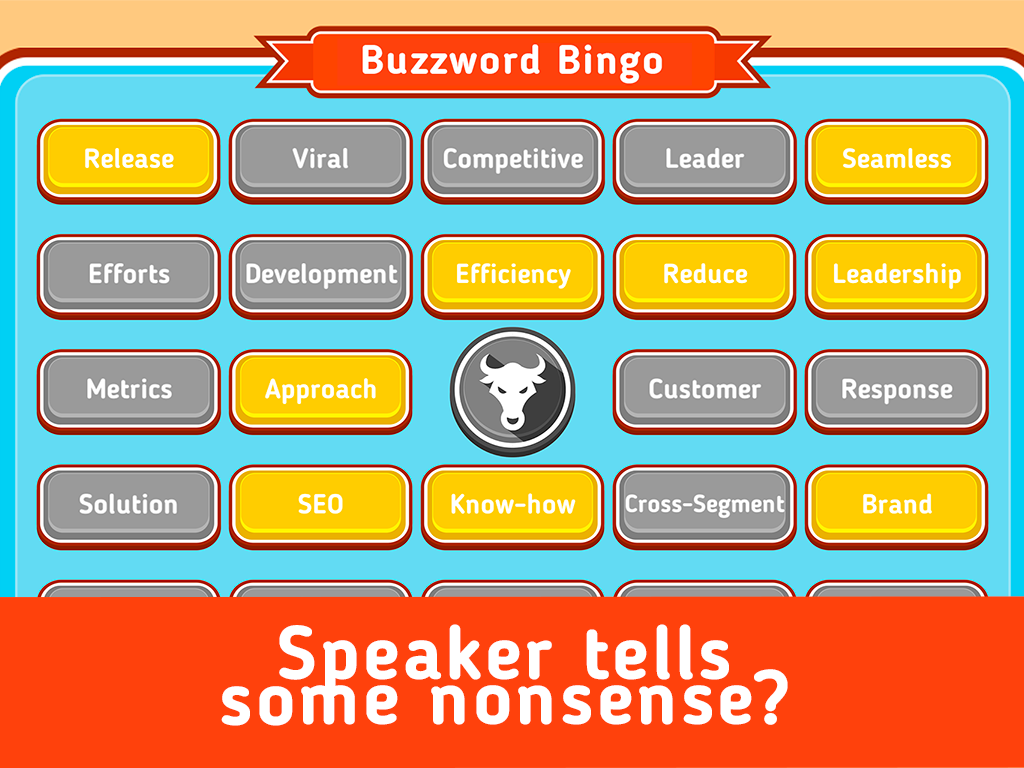 Buzzword Bingo
Release Viral Competitive Leader Seamless
Efforts Development Efficiency Reduce Leadership
Metrics Approach Customer Response
Solution SEO Know-how Cross-Segment Brand
Speaker tells
some nonsense?